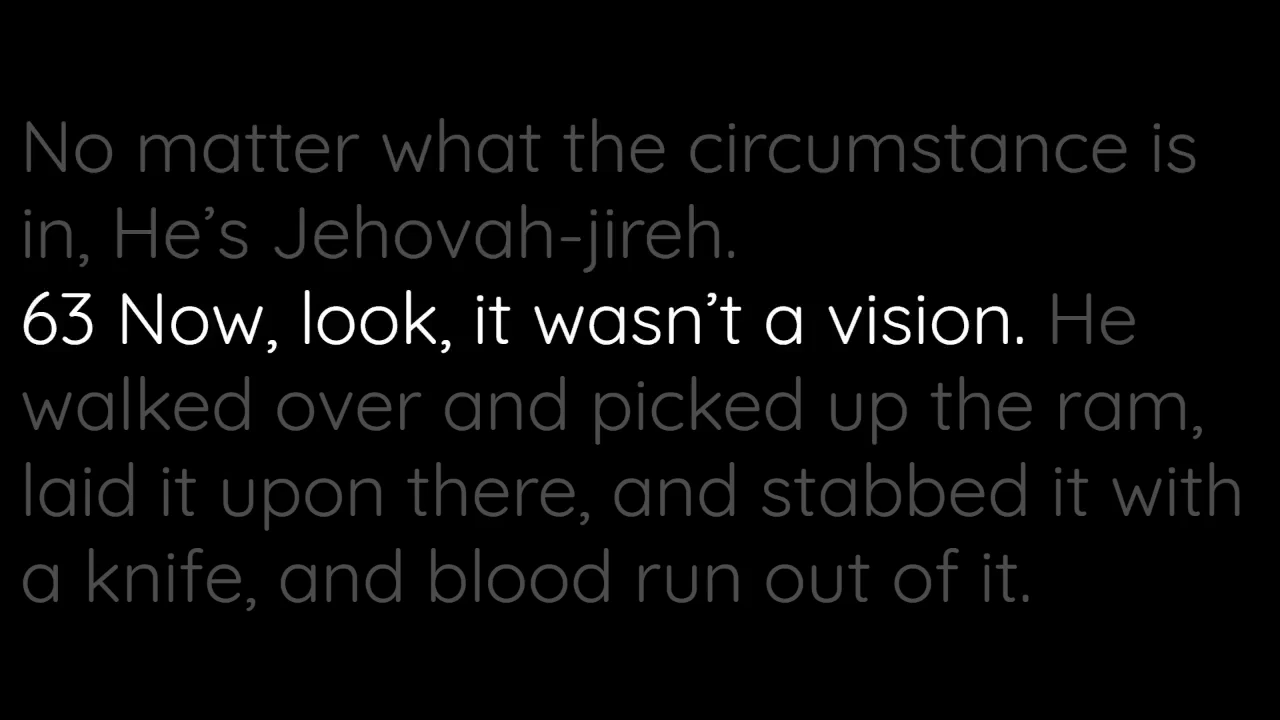 No matter what the circumstance is
in, He’s Jehovah-jireh.
63 Now, look, it wasn’t a vision. He
walked over and picked up the ram,
laid it upon there, and stabbed it with
a knife, and blood run out of it.